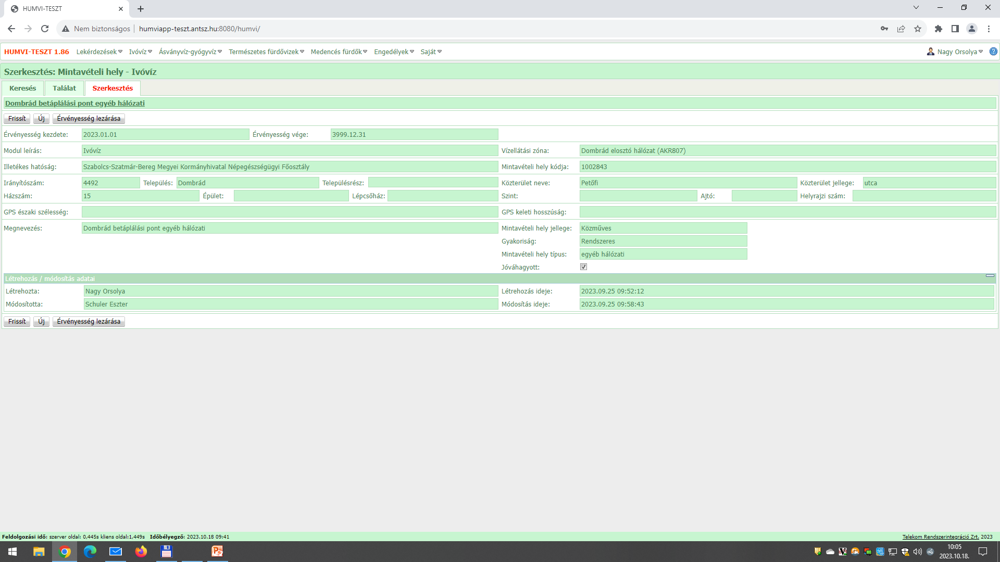 HUMVI-TESZT
Nem biztonságos humviapp-teszt.antsz.hu:8080/humvi/
HUMVI-TESZT 1.86 Lekérdezések Ivóvíz Ásványvíz-gyógyvíz Természetes fürdővizek Medencés fürdők Engedélyek Saját Nagy Orsolya ?
Szerkesztés: Mintavételi hely - Ivóvíz
Keresés Találat Szerkesztés
Dombrád betáplálási pont egyéb hálózati
Frissít Új Érvényesség lezárása
Érvényesség kezdete: 2023.01.01 Érvényesség vége: 3999.12.31
Modul leírás: Ivóvíz Vízellátási zóna: Dombrád elosztó hálózat (AKR807)
Illetékes hatóság: Szabolcs-Szatmár-Bereg Megyei Kormányhivatal Népegészségügyi Főosztály Mintavételi hely kódja: 1002843
Irányítószám: 4492 Település: Dombrád Településrész: Közterület neve: Petőfi Közterület jellege: utca
Házszám: 15 Épület: Lépcsőház: Szint: Ajtó: Helyrajzi szám:
GPS északi szélesség: GPS keleti hosszúság:
Megnevezés: Dombrád betáplálási pont egyéb hálózati Mintavételi hely jellege: Közműves
Gyakoriság: Rendszeres
Mintavételi hely típus: egyéb hálózati
Jóváhagyott:
Létrehozás / módosítás adatai
Létrehozta: Nagy Orsolya Létrehozás ideje: 2023.09.25 09:52:12
Módosította: Schuler Eszter Módosítás ideje: 2023.09.25 09:58:43
Frissít Új Érvényesség lezárása
Feldolgozási idő: szerver oldal: 0,445s kliens oldal:1,449s Időbélyegző: 2023.10.18 09:41 Telekom Rendszerintegráció Zrt. 2023
10:05
2023.10.18.